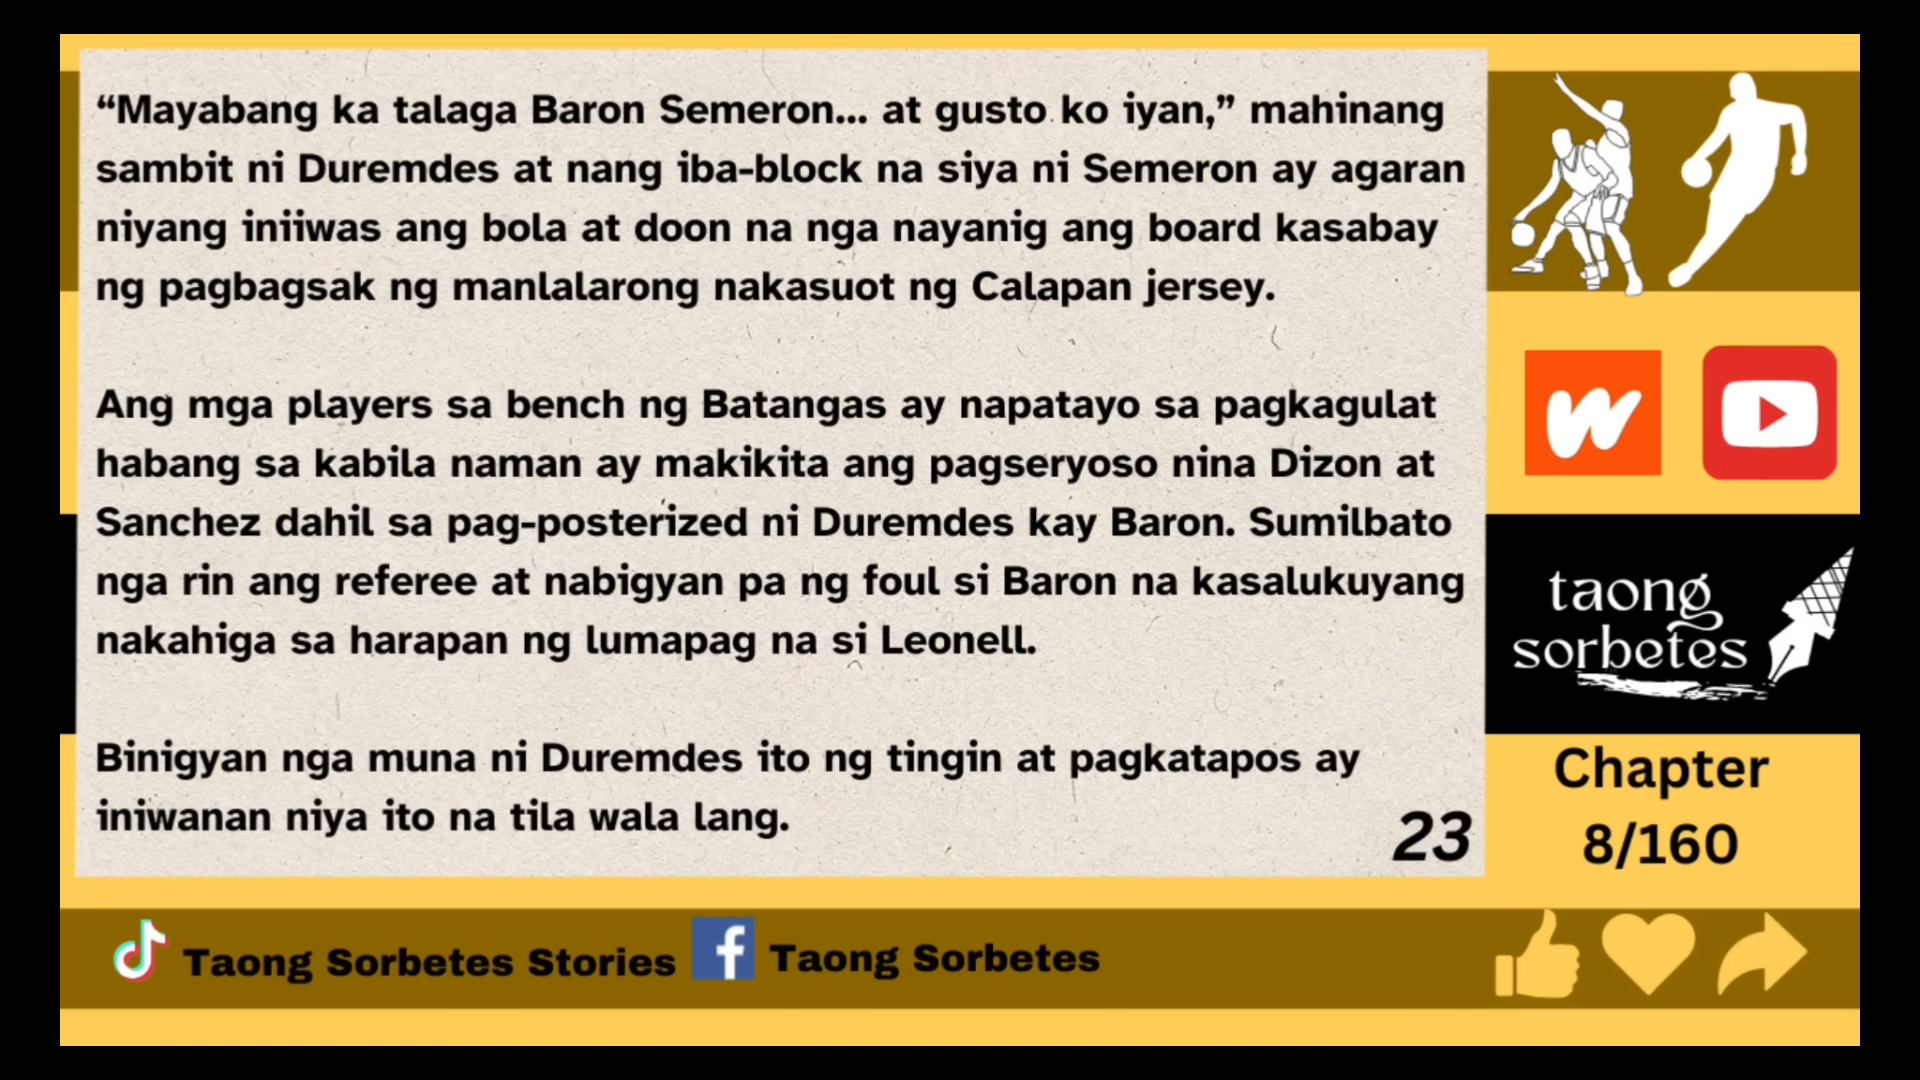 “Mayabang ka talaga Baron Semeron... at gusto ko iyan,” mahinang
sambit ni Duremdes at nang iba-block na siya ni Semeron ay agaran
niyang iniiwas ang bola at doon na nga nayanig ang board kasabay
ng pagbagsak ng manlalarong nakasuot ng Calapan jersey.
Ang mga players sa bench ng Batangas ay napatayo sa pagkagulat
habang sa kabila naman ay makikita ang pagseryoso nina Dizon at
Sanchez dahil sa pag-posterized ni Duremdes kay Baron. Sumilbato
nga rin ang referee at nabigyan pa ng foul si Baron na kasalukuyang
nakahiga sa harapan ng lumapag na si Leonell.
Binigyan nga muna ni Duremdes ito ng tingin at pagkatapos ay
iniwanan niya ito na tila wala lang.
23
taong
sorbetes
Chapter
8/160
Taong Sorbetes Stories
Taong Sorbetes